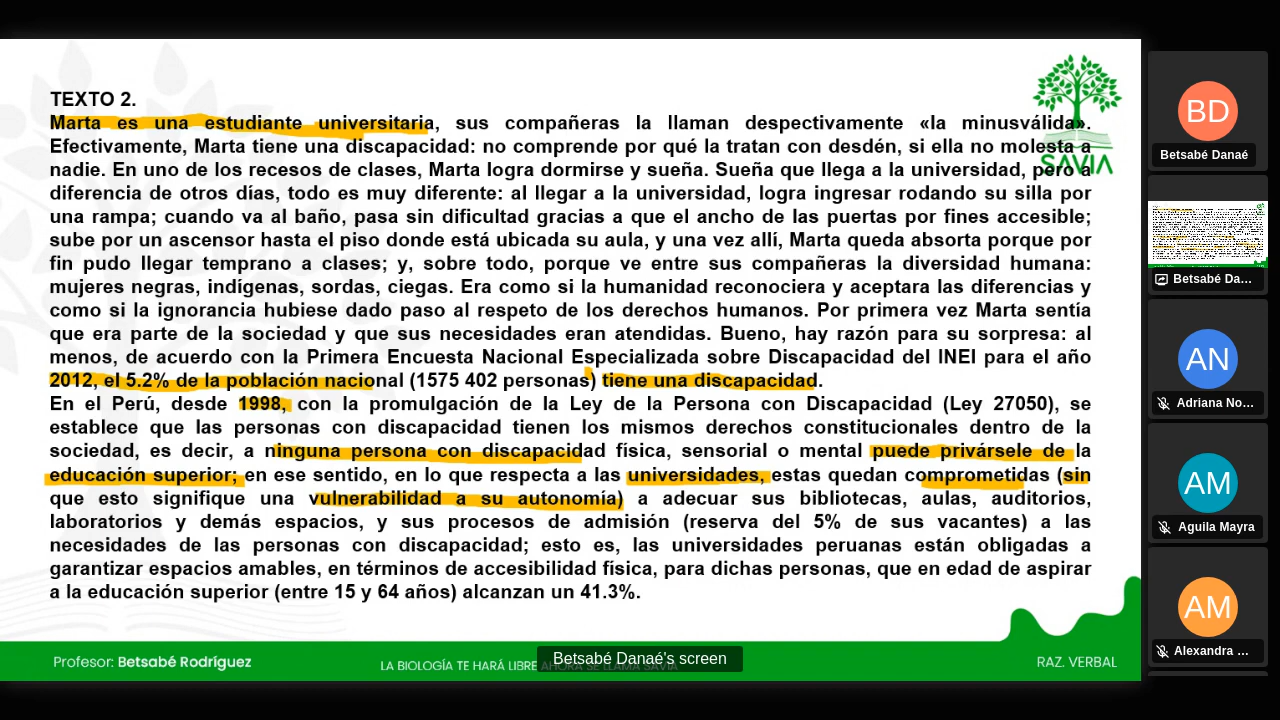 TEXTO 2.
Marta es una estudiante universitaria, sus compañeras la llaman despectivamente «la minusválida».
Efectivamente, Marta tiene una discapacidad: no comprende por qué la tratan con desdén, si ella no molesta a
nadie. En uno de los recesos de clases, Marta logra dormirse y sueña. Sueña que llega a la universidad, pero a
diferencia de otros días, todo es muy diferente: al llegar a la universidad, logra ingresar rodando su silla por
una rampa; cuando va al baño, pasa sin dificultad gracias a que el ancho de las puertas por fines accesible;
sube por un ascensor hasta el piso donde está ubicada su aula, y una vez allí, Marta queda absorta porque por
fin pudo llegar temprano a clases; y, sobre todo, porque ve entre sus compañeras la diversidad humana:
mujeres negras, indígenas, sordas, ciegas. Era como si la humanidad reconociera y aceptara las diferencias y
como si la ignorancia hubiese dado paso al respeto de los derechos humanos. Por primera vez Marta sentía
que era parte de la sociedad y que sus necesidades eran atendidas. Bueno, hay razón para su sorpresa: al
menos, de acuerdo con la Primera Encuesta Nacional Especializada sobre Discapacidad del INEI para el año
2012, el 5.2% de la población nacional (1575 402 personas) tiene una discapacidad.
En el Perú, desde 1998, con la promulgación de la Ley de la Persona con Discapacidad (Ley 27050), se
establece que las personas con discapacidad tienen los mismos derechos constitucionales dentro de la
sociedad, es decir, a ninguna persona con discapacidad física, sensorial o mental puede privársele de la
educación superior; en ese sentido, en lo que respecta a las universidades, estas quedan comprometidas (sin
que esto signifique una vulnerabilidad a su autonomía) a adecuar sus bibliotecas, aulas, auditorios,
laboratorios y demás espacios, y sus procesos de admisión (reserva del 5% de sus vacantes) a las
necesidades de las personas con discapacidad; esto es, las universidades peruanas están obligadas a
garantizar espacios amables, en términos de accesibilidad física, para dichas personas, que en edad de aspirar
a la educación superior (entre 15 y 64 años) alcanzan un 41.3%.
SAVIA
Profesor: Betsabé Rodríguez
LA BIOLOGÍA TE HARÁ LIBRE AHORA SE LLAMA SAVIA
Betsabé Danaé's screen
RAZ. VERBAL
BD
Betsabé Danaé
Betsabé Da...
AN
Adriana No...
AM
Aguila Mayra
AM
Alexandra ...